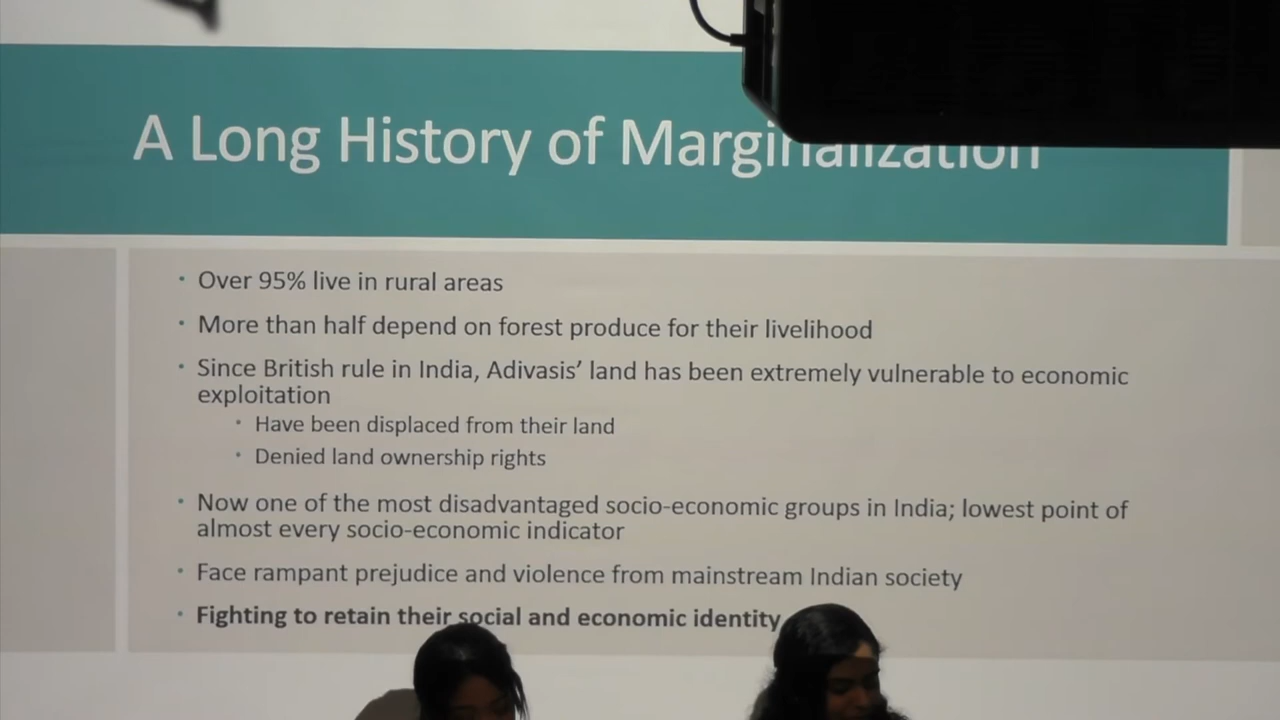 A Long History of Marginalization
• Over 95% live in rural areas
• More than half depend on forest produce for their livelihood
• Since British rule in India, Adivasis’ land has been extremely vulnerable to economic
exploitation
• Have been displaced from their land
• Denied land ownership rights
• Now one of the most disadvantaged socio-economic groups in India; lowest point of
almost every socio-economic indicator
• Face rampant prejudice and violence from mainstream Indian society
• Fighting to retain their social and economic identity